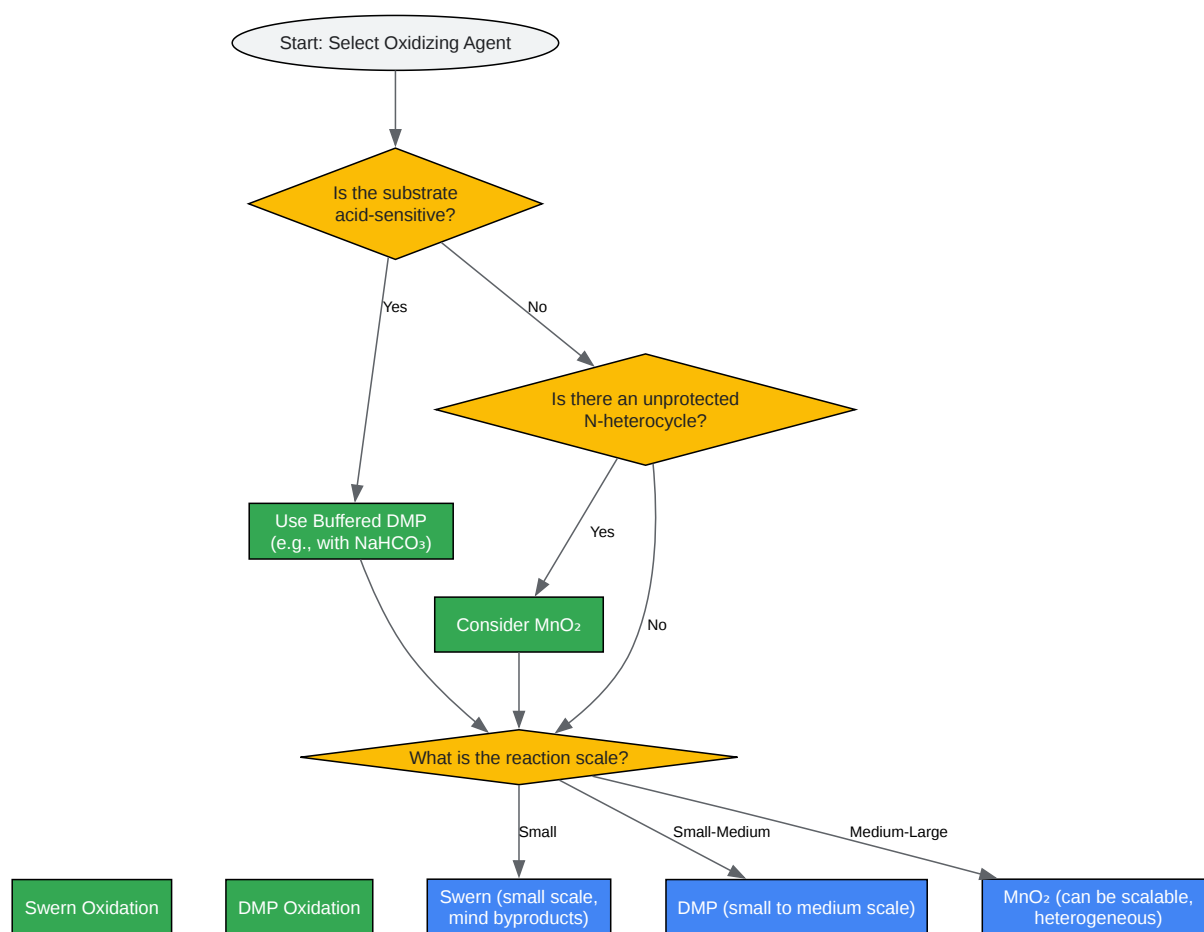 Start: Select Oxidizing Agent
Is the substrate
acid-sensitive?
Yes
No
Is there an unprotected
N-heterocycle?
Use Buffered DMP
(e.g., with NaHCO₃)
Yes
Consider MnO₂
No
What is the reaction scale?
Small
Small-Medium
Medium-Large
Swern Oxidation
DMP Oxidation
Swern (small scale,
mind byproducts)
DMP (small to medium scale)
MnO₂ (can be scalable,
heterogeneous)